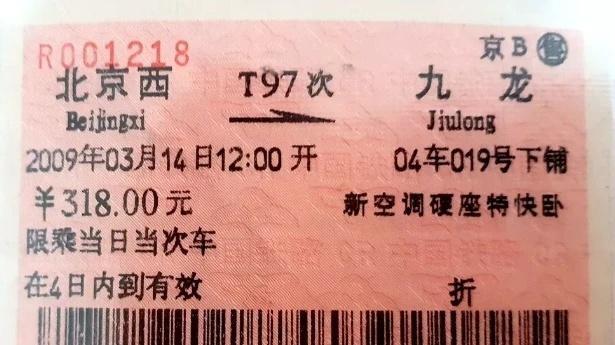 R001218 京B㊡
北京西 T97次 九龙
Beijingxi Jiulong
2009年03月14日12:00开 04车019号下铺
￥318.00元 新空调硬座特快卧
限乘当日当次车
在4日内到有效 折